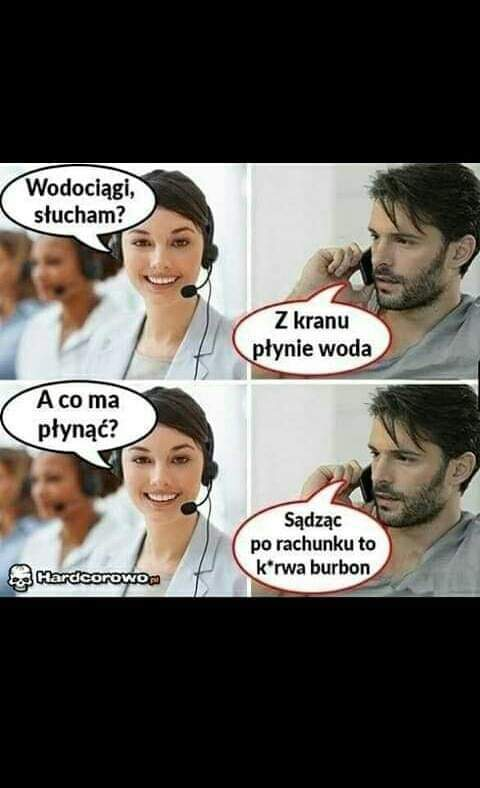 Wodociągi,
słucham?
Z kranu
płynie woda
A co ma
płynąć?
Sądząc
po rachunku to
k*rwa burbon
Hardcorowo.pl